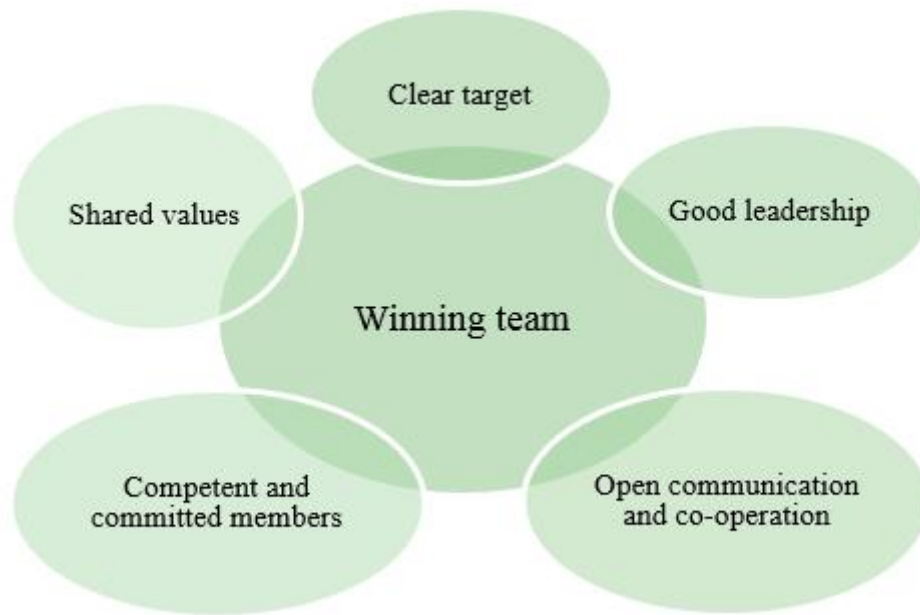 Clear target
Shared values
Good leadership
Winning team
Competent and
committed members
Open communication
and co-operation